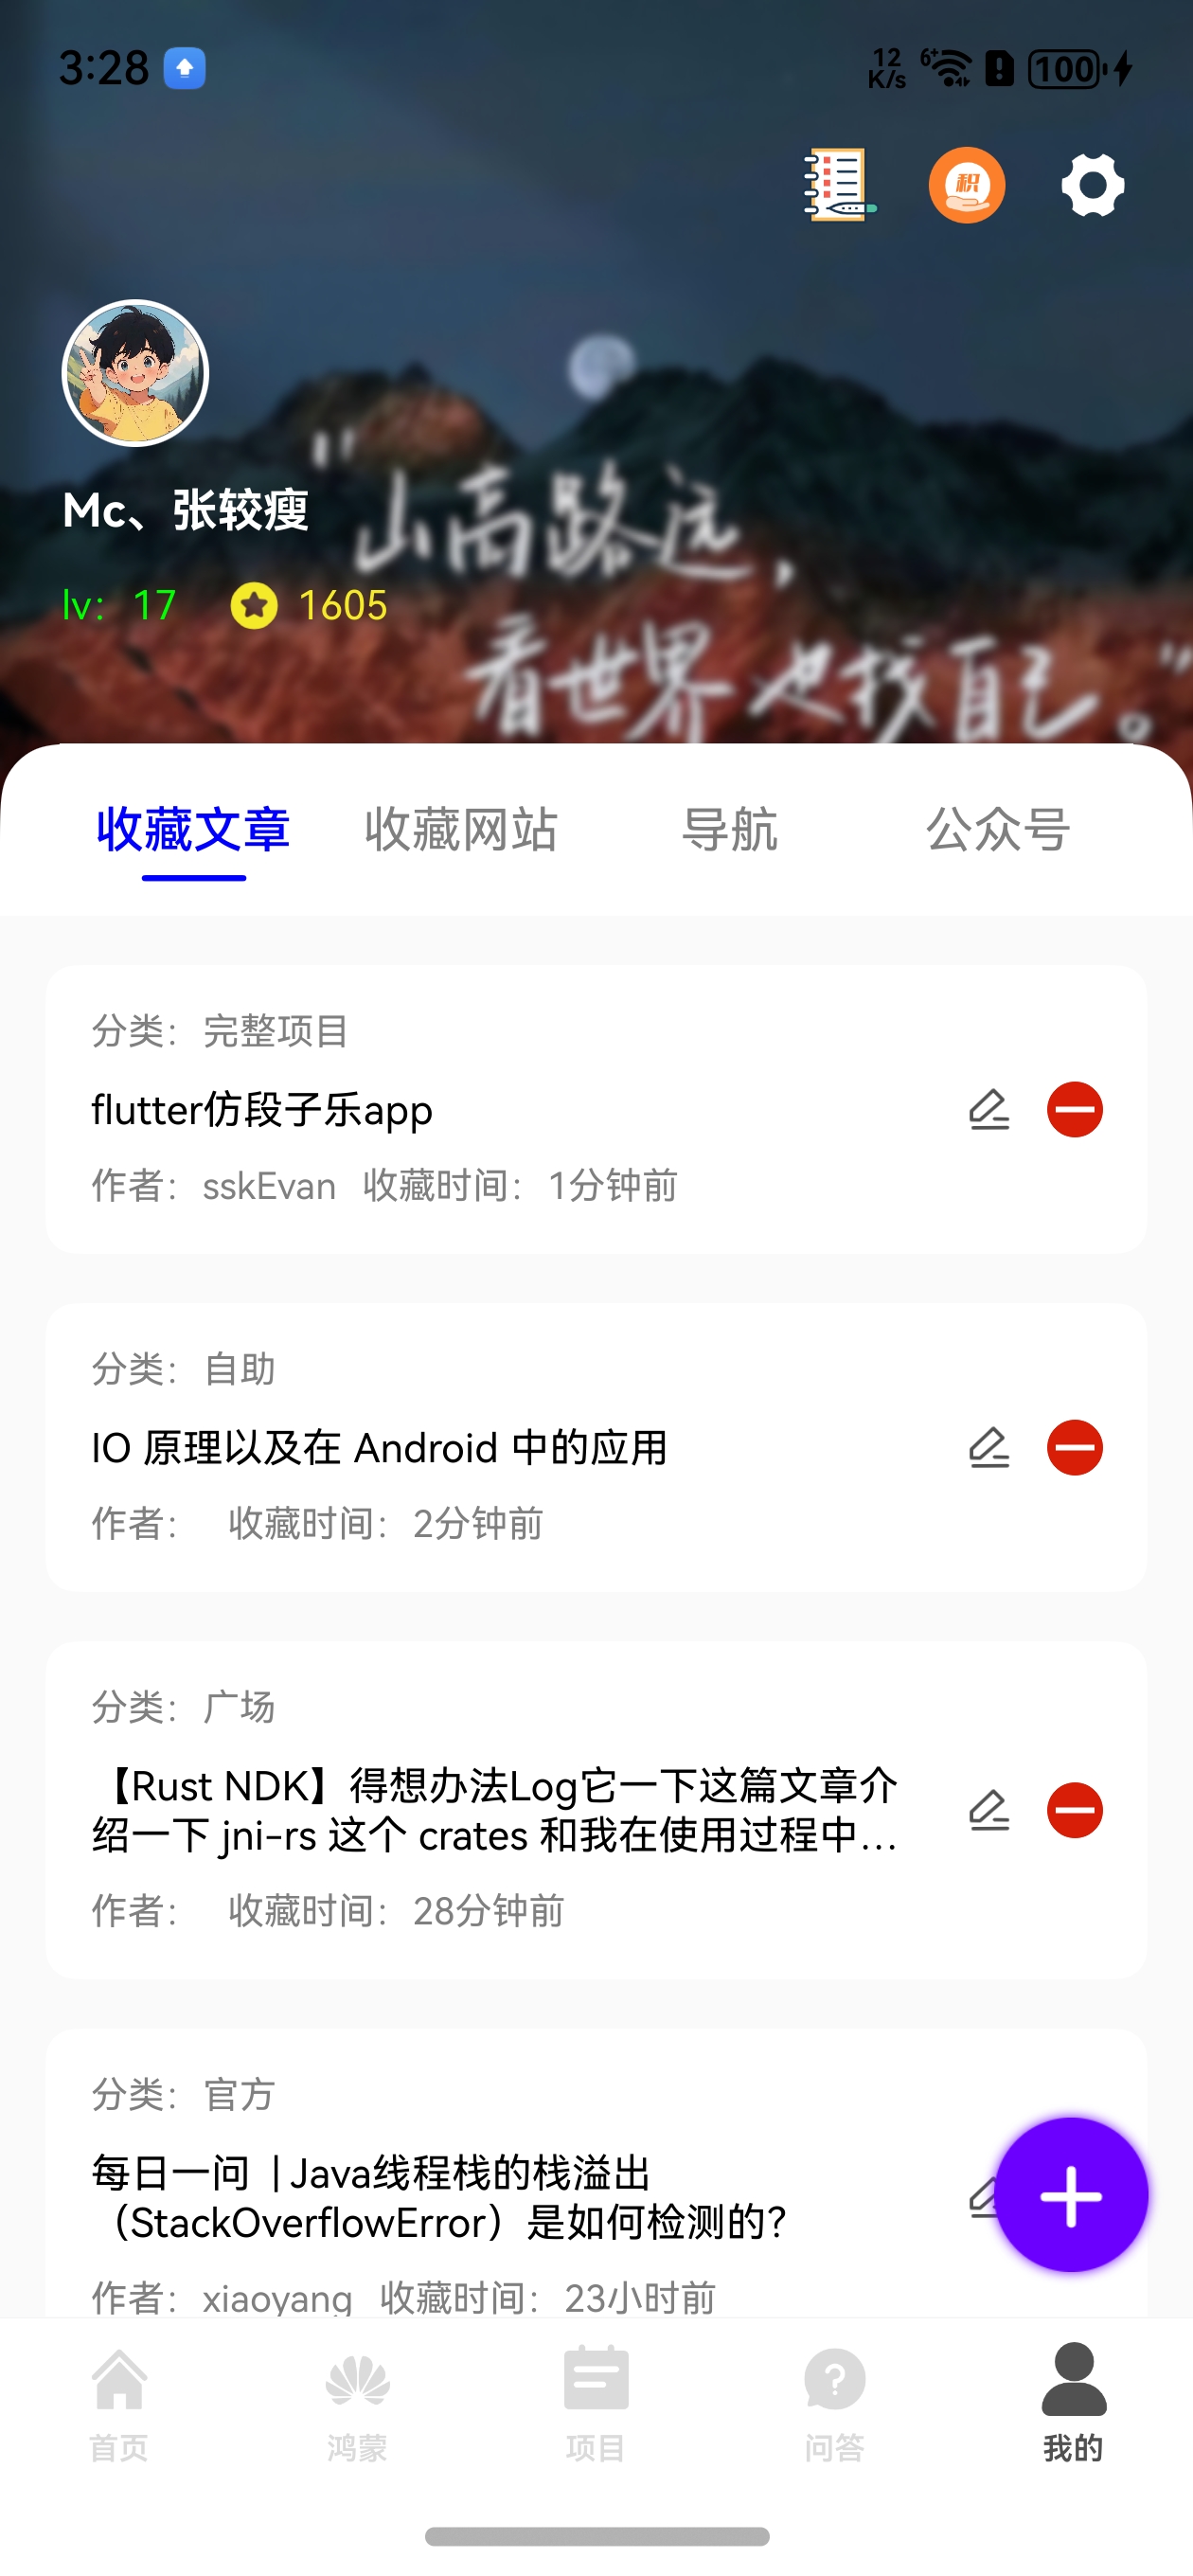 3:28
12
K/s
6+
100
积
“山高路远，
Mc、张较瘦
lv：17
1605
看世界 也找自己。”
收藏文章
收藏网站
导航
公众号
分类：完整项目
flutter仿段子乐app
作者：sskEvan 收藏时间：1分钟前
分类：自助
IO 原理以及在 Android 中的应用
作者： 收藏时间：2分钟前
分类：广场
【Rust NDK】得想办法Log它一下这篇文章介
绍一下 jni-rs 这个 crates 和我在使用过程中...
作者： 收藏时间：28分钟前
分类：官方
每日一问 | Java线程栈的栈溢出
（StackOverflowError）是如何检测的？
作者：xiaoyang 收藏时间：23小时前
首页
鸿蒙
项目
问答
我的